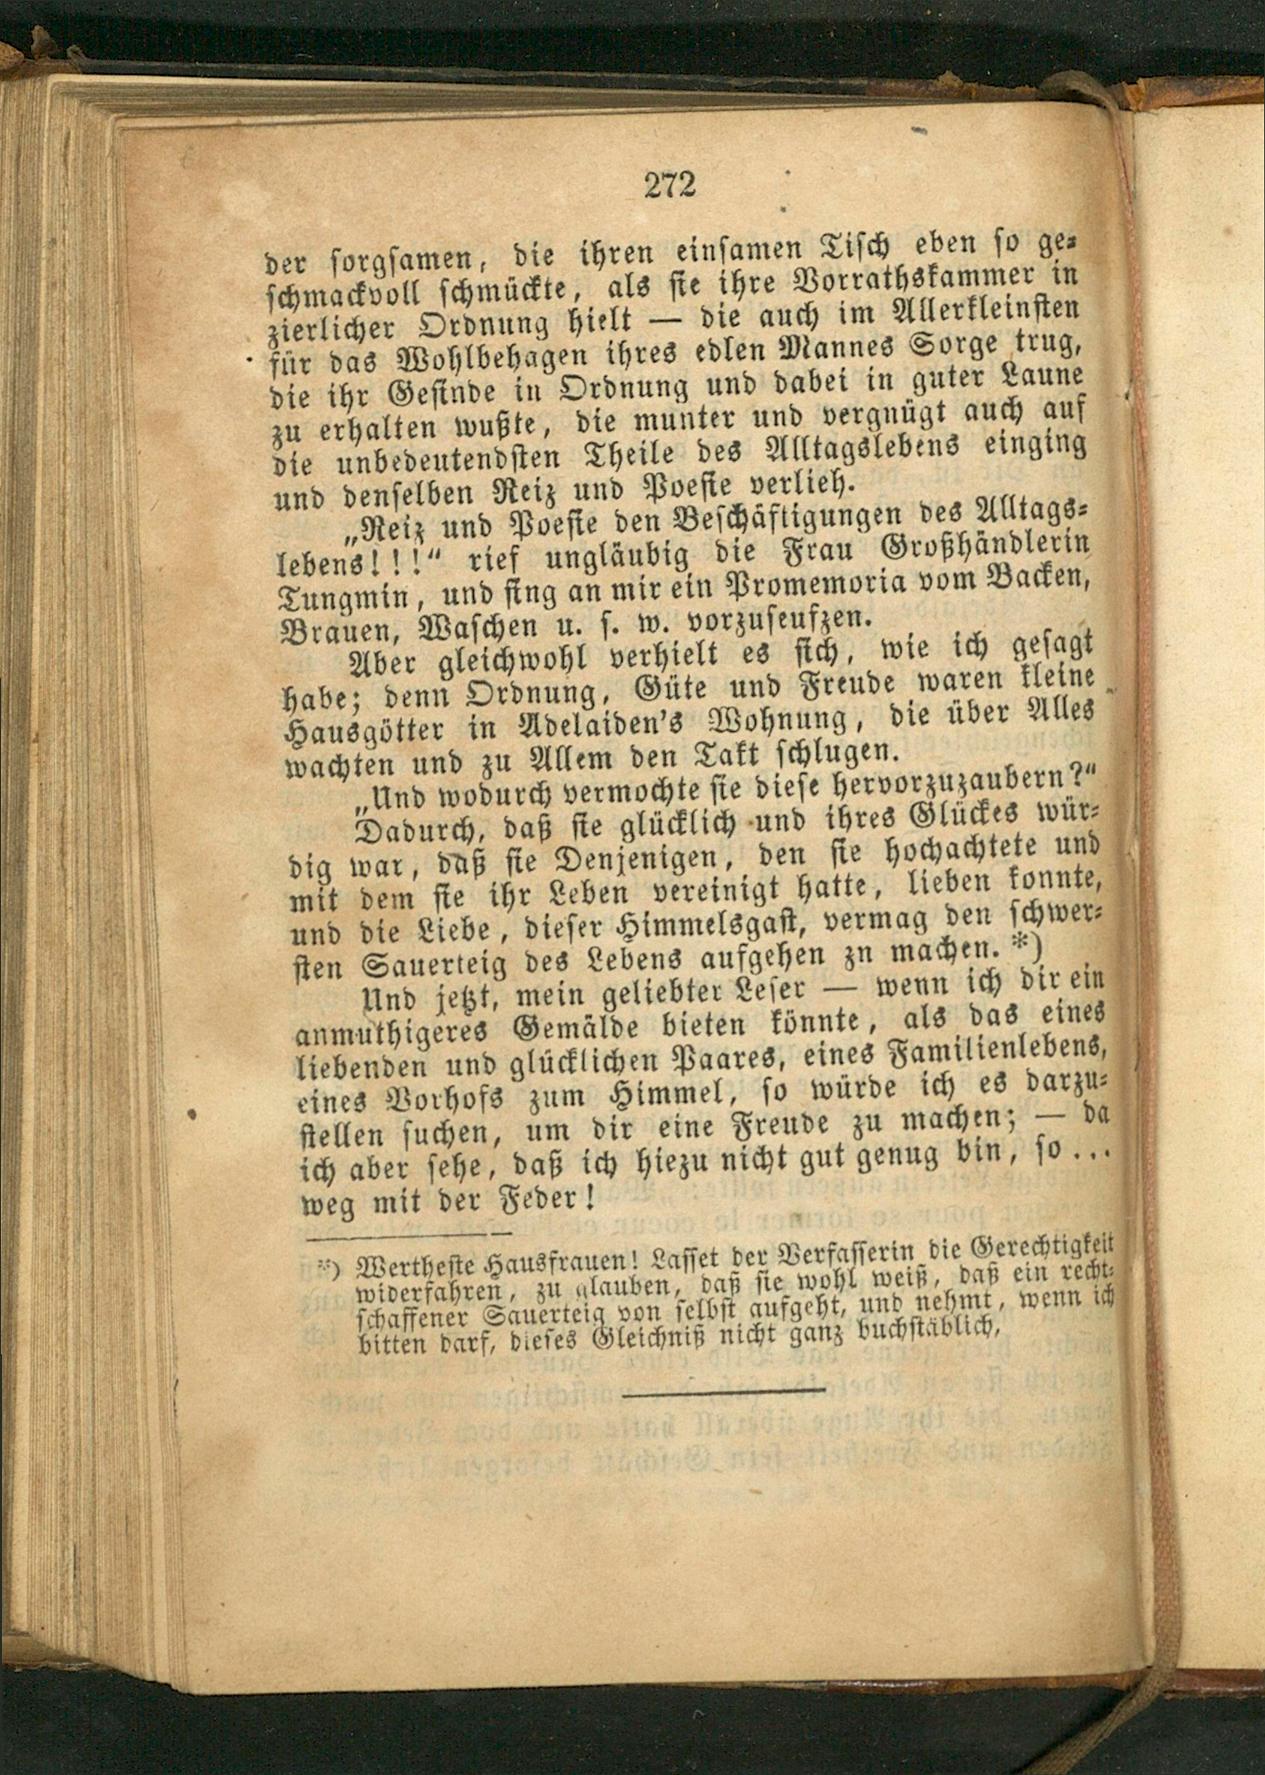 272
der sorgsamen, die ihren einsamen Tisch eben so ge-
schmackvoll schmückte, als sie ihre Vorrathskammer in
zierlicher Ordnung hielt — die auch im Allerkleinsten
für das Wohlbehagen ihres edlen Mannes Sorge trug,
die ihr Gesinde in Ordnung und dabei in guter Laune
zu erhalten wußte, die munter und vergnügt auch auf
die unbedeutendsten Theile des Alltagslebens einging
und denselben Reiz und Poesie verlieh.
„Reiz und Poesie den Beschäftigungen des Alltags-
lebens!!!“ rief ungläubig die Frau Großhändlerin
Tungmin, und fing an mir ein Promemoria vom Backen,
Brauen, Waschen u. s. w. vorzuseufzen.
Aber gleichwohl verhielt es sich, wie ich gesagt
habe; denn Ordnung, Güte und Freude waren kleine
Hausgötter in Adelaiden's Wohnung, die über Alles
wachten und zu Allem den Takt schlugen.
„Und wodurch vermochte sie diese hervorzuzaubern?“
Dadurch, daß sie glücklich und ihres Glückes wür-
dig war, daß sie Denjenigen, den sie hochachtete und
mit dem sie ihr Leben vereinigt hatte, lieben konnte,
und die Liebe, dieser Himmelsgast, vermag den schwer-
sten Sauerteig des Lebens aufgehen zn machen. *)
Und jetzt, mein geliebter Leser — wenn ich dir ein
anmuthigeres Gemälde bieten könnte, als das eines
liebenden und glücklichen Paares, eines Familienlebens,
eines Vorhofs zum Himmel, so würde ich es darzu-
stellen suchen, um dir eine Freude zu machen; — da
ich aber sehe, daß ich hiezu nicht gut genug bin, so ...
weg mit der Feder!
*) Wertheste Hausfrauen! Lasset der Verfasserin die Gerechtigkeit
widerfahren, zu glauben, daß sie wohl weiß, daß ein recht-
schaffener Sauerteig von selbst aufgeht, und nehmt, wenn ich
bitten darf, dieses Gleichniß nicht ganz buchstäblich,